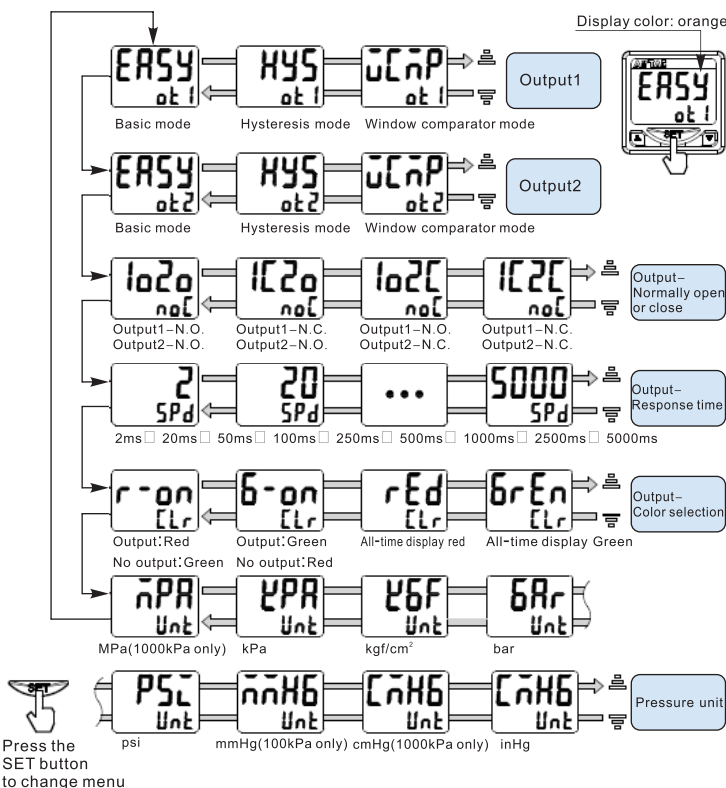 Display color: orange
EASY HYS WCMP
ot1 ot1 ot1
Output1
Basic mode Hysteresis mode Window comparator mode
AirTAC
EASY
ot1
SET
EASY HYS WCMP
ot2 ot2 ot2
Output2
Basic mode Hysteresis mode Window comparator mode
1o2o 1C2o 1o2C 1C2C
noC noC noC noC
Output–
Normally open
or close
Output1–N.O. Output1–N.C. Output1–N.O. Output1–N.C.
Output2–N.O. Output2–N.O. Output2–N.C. Output2–N.C.
2 20 ••• 5000
SPd SPd SPd
Output–
Response time
2ms□ 20ms□ 50ms□ 100ms□ 250ms□ 500ms□ 1000ms□ 2500ms□ 5000ms
r-on G-on rEd GrEn
CLr CLr CLr CLr
Output–
Color selection
Output:Red Output:Green All-time display red All-time display Green
No output:Green No output:Red
MPA KPA KGF bAr
Unt Unt Unt Unt
MPa(1000kPa only) kPa kgf/cm² bar
SET
PSi mmHG CmHG CmHG
Unt Unt Unt Unt
Pressure unit
psi mmHg(100kPa only) cmHg(1000kPa only) inHg
Press the
SET button
to change menu